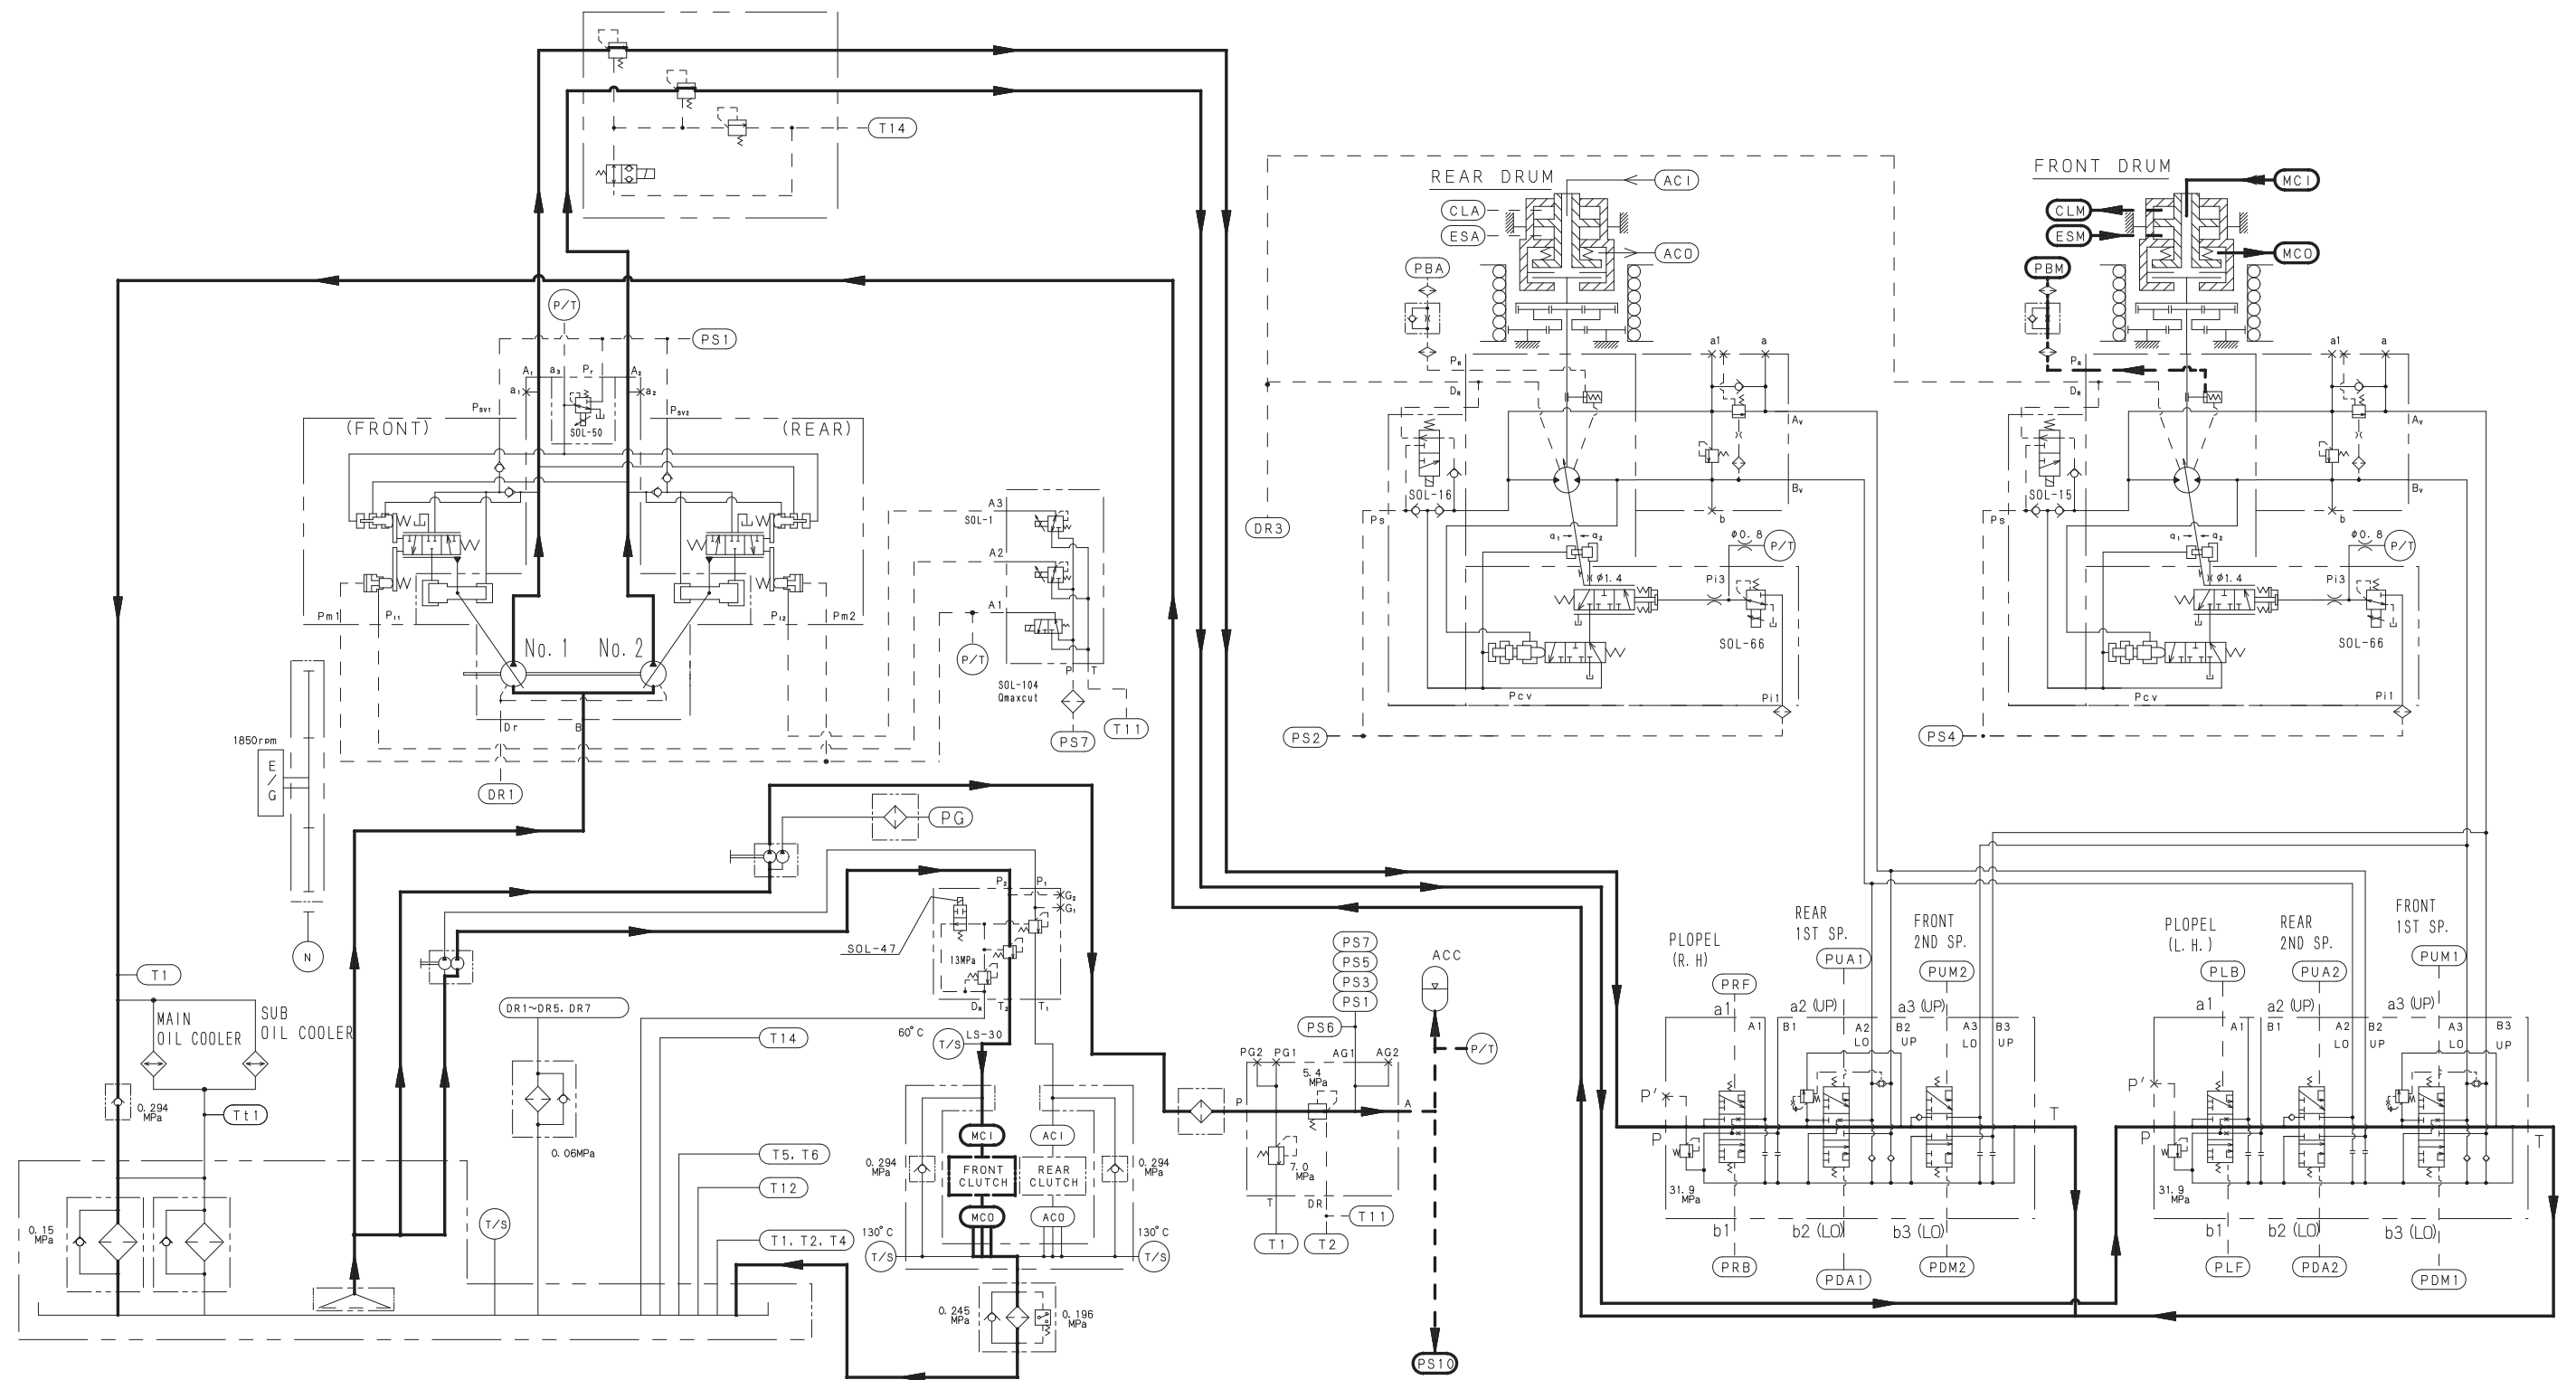 T14
REAR DRUM
ACI
CLA
ESA
ACO
PBA
FRONT DRUM
MCI
CLM
ESM
MCO
PBM
P/T
PS1
A1
a3
Pr
A2
a1
a2
PSV1
PSV2
SOL-50
(FRONT)
(REAR)
Pm1
Pi1
Pi2
Pm2
No. 1
No. 2
Dr
B
DR1
1850rpm
E/G
N
A3
SOL-1
A2
A1
P/T
P
T
SOL-104
Qmaxcut
T11
PS7
DR3
PR
DR
a1
a
AV
BV
b
SOL-16
Ps
q1
q2
ø0.8
P/T
ø1.4
Pi3
SOL-66
Pcv
Pi1
PS2
PR
DR
a1
a
AV
BV
b
SOL-15
Ps
q1
q2
ø0.8
P/T
ø1.4
Pi3
SOL-66
Pcv
Pi1
PS4
PG
P2
P1
G2
G1
SOL-47
13MPa
DR
T2
T1
60°C
T/S
LS-30
T1
MAIN
OIL COOLER
SUB
OIL COOLER
0.294
MPa
Tt1
DR1~DR5. DR7
0.06MPa
T14
T5. T6
T12
T1. T2. T4
T/S
0.15
MPa
0.294
MPa
MCI
ACI
FRONT
CLUTCH
REAR
CLUTCH
MCO
ACO
0.294
MPa
130°C
T/S
130°C
T/S
0.245
MPa
0.196
MPa
PS7
PS5
PS3
PS1
PS6
ACC
P/T
PG2
PG1
AG1
AG2
5.4
MPa
P
A
7.0
MPa
T
DR
T11
T1
T2
PS10
PLOPEL
(R. H)
REAR
1ST SP.
FRONT
2ND SP.
PRF
PUA1
PUM2
a1
a2 (UP)
a3 (UP)
A1
B1
A2
LO
B2
UP
A3
LO
B3
UP
P'
P
T
31.9
MPa
b1
b2 (LO)
b3 (LO)
PRB
PDA1
PDM2
PLOPEL
(L. H.)
REAR
2ND SP.
FRONT
1ST SP.
PLB
PUA2
PUM1
a1
a2 (UP)
a3 (UP)
A1
B1
A2
LO
B2
UP
A3
LO
B3
UP
P'
P
T
31.9
MPa
b1
b2 (LO)
b3 (LO)
PLF
PDA2
PDM1